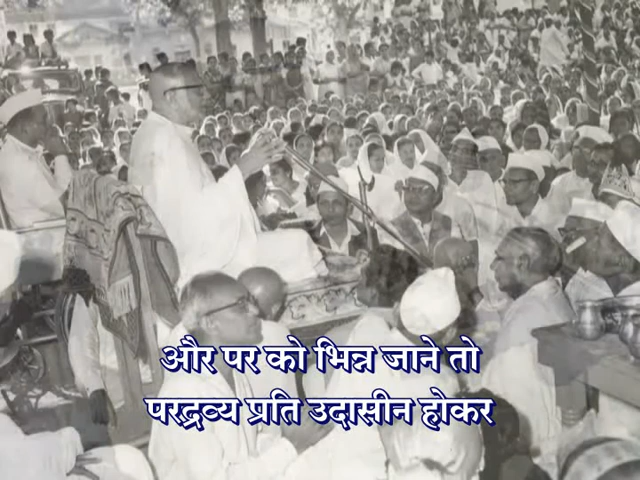 और पर को भिन्न जाने तो
परद्रव्य प्रति उदासीन होकर